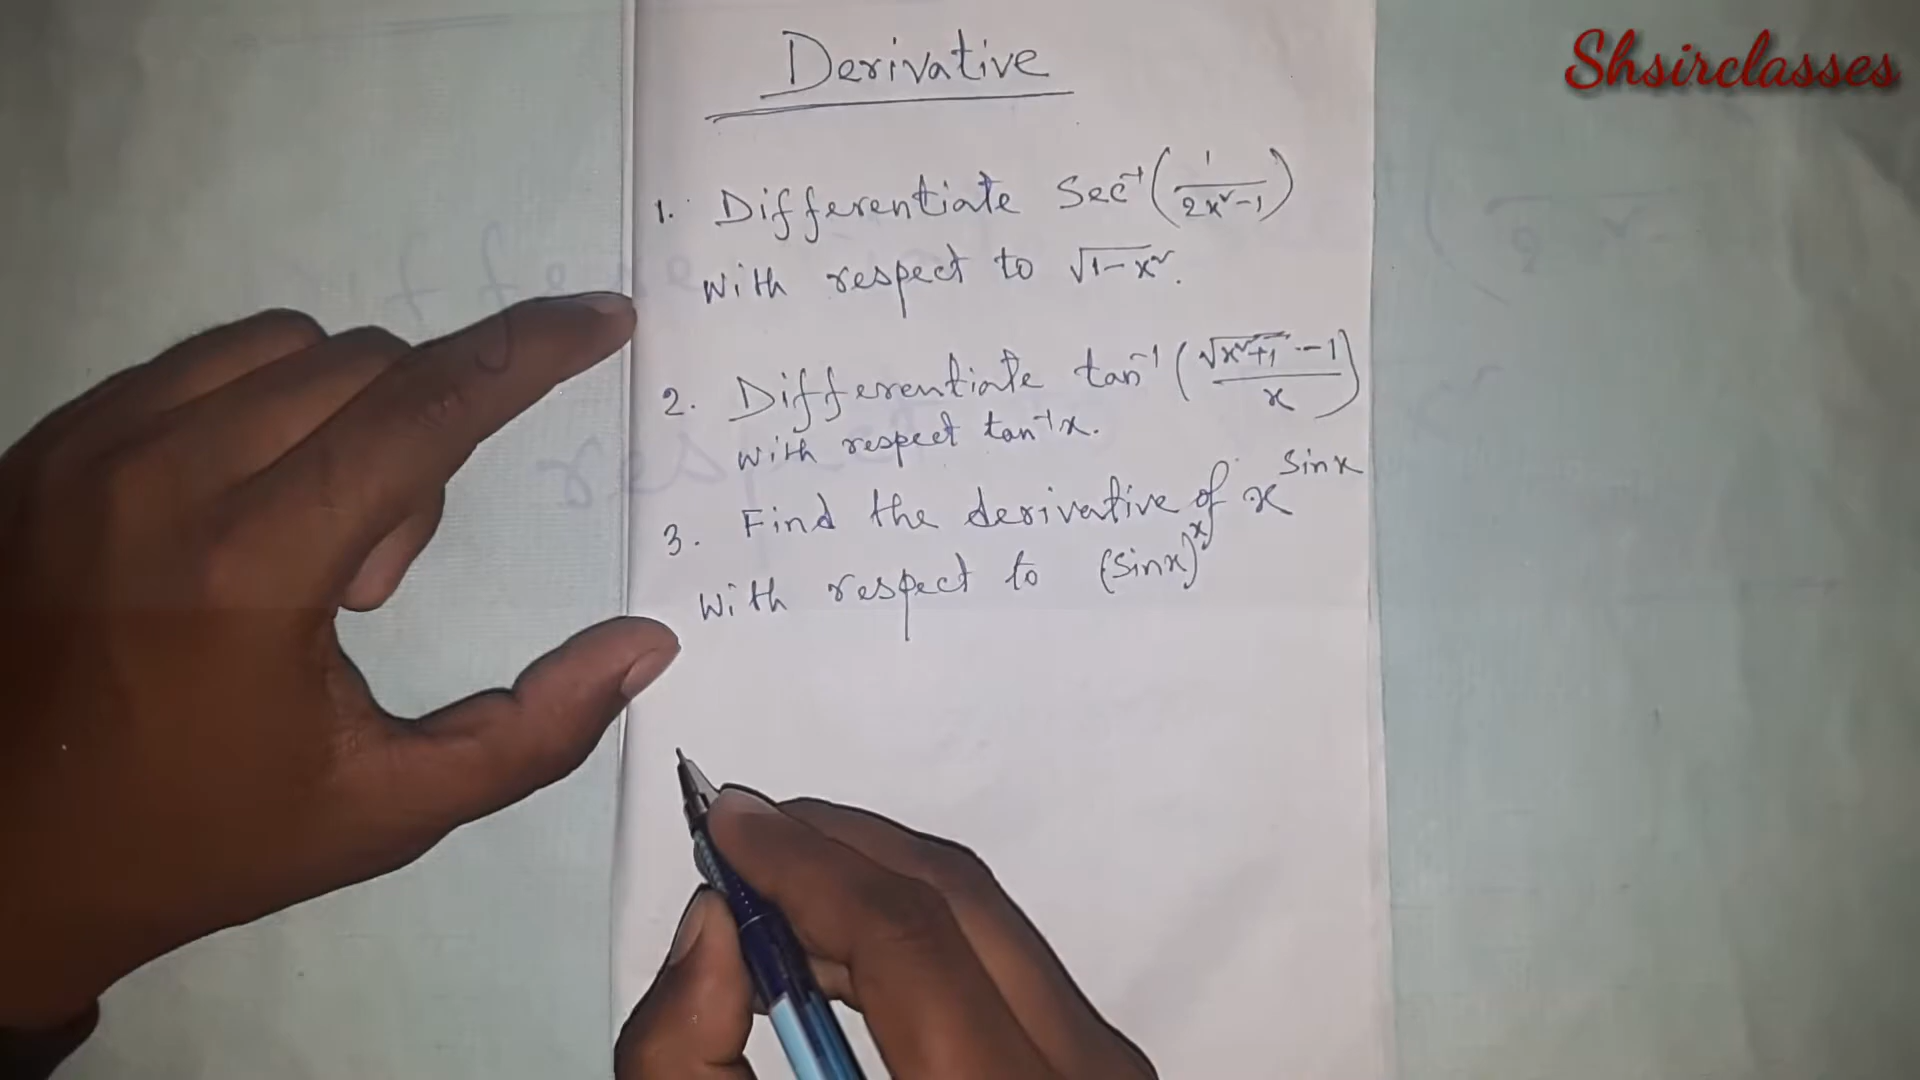 Shsirclasses
Derivative
1. Differentiate Sec⁻¹(1/(2x²-1))
with respect to √(1-x²).
2. Differentiate tan⁻¹((√(x²+1) - 1)/x)
with respect tan⁻¹x.
3. Find the derivative of x^sinx
with respect to (sinx)^x